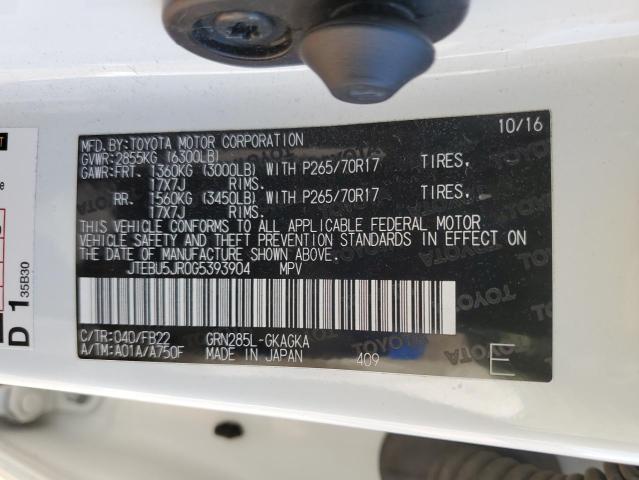 10/16
MFD.BY:TOYOTA MOTOR CORPORATION
GVWR:2855KG (6300LB)
GAWR:FRT. 1360KG (3000LB) WITH P265/70R17 TIRES,
17X7J RIMS.
RR. 1560KG (3450LB) WITH P265/70R17 TIRES,
17X7J RIMS.
THIS VEHICLE CONFORMS TO ALL APPLICABLE FEDERAL MOTOR
VEHICLE SAFETY AND THEFT PREVENTION STANDARDS IN EFFECT ON
THE DATE OF MANUFACTURE SHOWN ABOVE.
JTEBU5JR0G5393904 MPV
C/TR:040/FB22 GRN285L-GKAGKA
A/TM:A01A/A750F MADE IN JAPAN 409 E
D 1 35B30